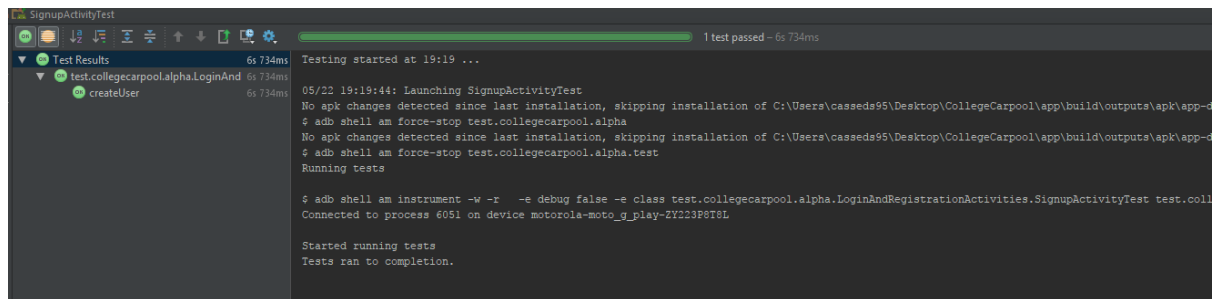 SignupActivityTest
1 test passed – 6s 734ms
Test Results 6s 734ms
test.collegecarpool.alpha.LoginAnd 6s 734ms
createUser 6s 734ms
Testing started at 19:19 ...
05/22 19:19:44: Launching SignupActivityTest
No apk changes detected since last installation, skipping installation of C:\Users\casseds95\Desktop\CollegeCarpool\app\build\outputs\apk\app-d
$ adb shell am force-stop test.collegecarpool.alpha
No apk changes detected since last installation, skipping installation of C:\Users\casseds95\Desktop\CollegeCarpool\app\build\outputs\apk\app-d
$ adb shell am force-stop test.collegecarpool.alpha.test
Running tests
$ adb shell am instrument -w -r   -e debug false -e class test.collegecarpool.alpha.LoginAndRegistrationActivities.SignupActivityTest test.coll
Connected to process 6051 on device motorola-moto_g_play-ZY223P8T8L
Started running tests
Tests ran to completion.